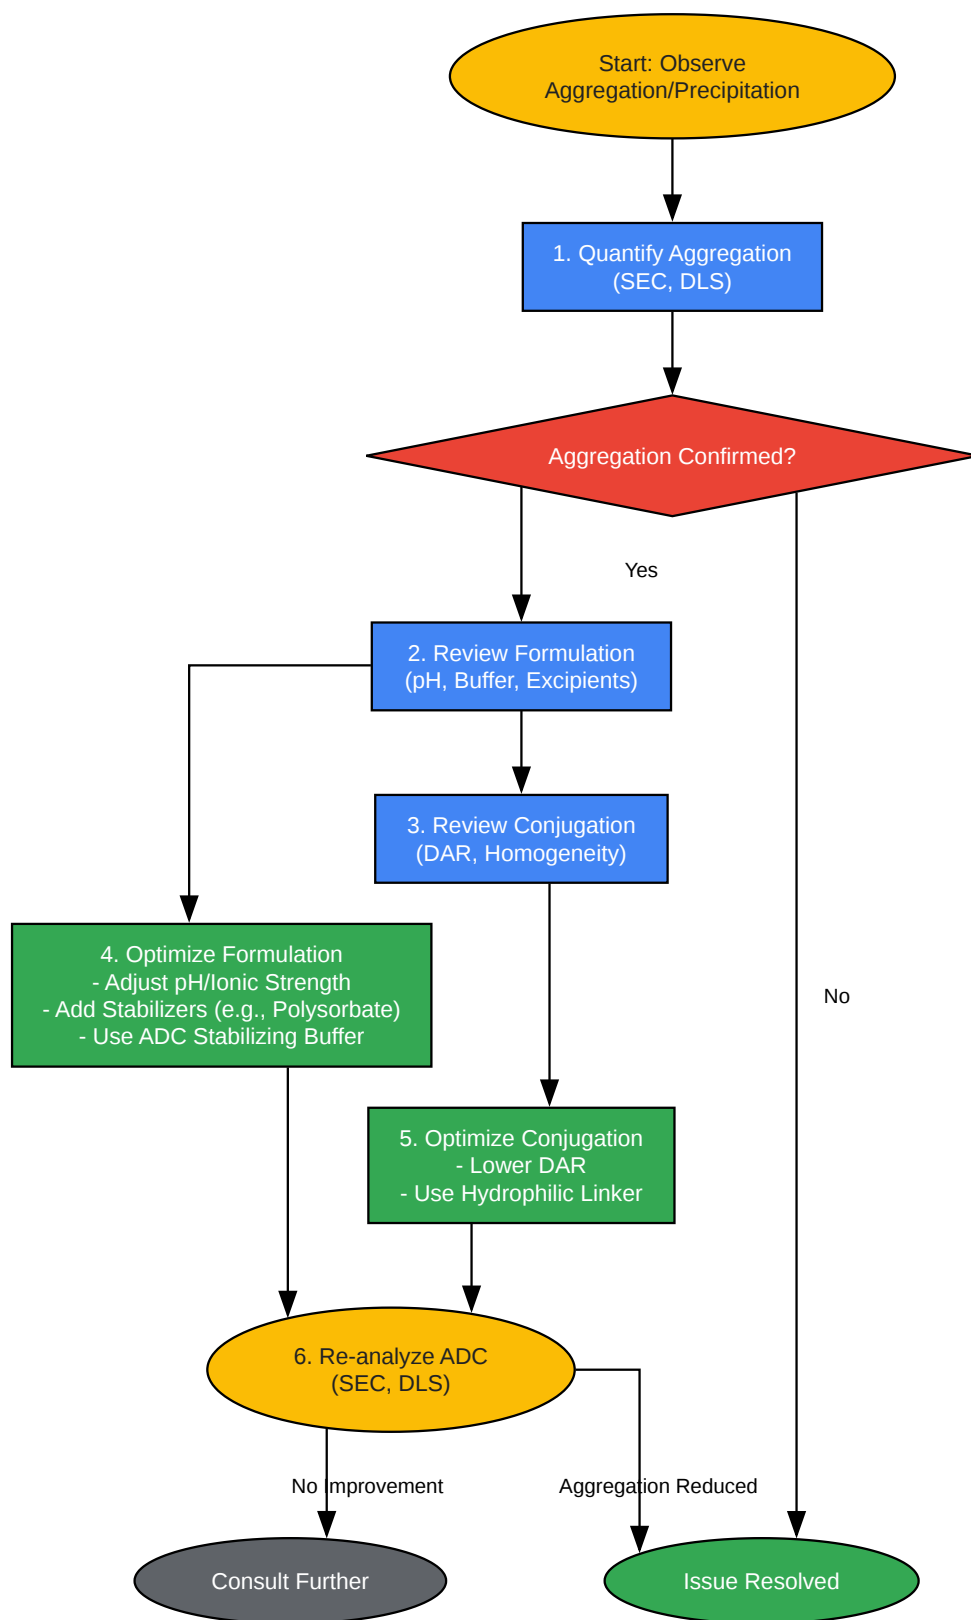 Start: Observe
Aggregation/Precipitation
1. Quantify Aggregation
(SEC, DLS)
Aggregation Confirmed?
Yes
2. Review Formulation
(pH, Buffer, Excipients)
3. Review Conjugation
(DAR, Homogeneity)
4. Optimize Formulation
- Adjust pH/Ionic Strength
- Add Stabilizers (e.g., Polysorbate)
- Use ADC Stabilizing Buffer
No
5. Optimize Conjugation
- Lower DAR
- Use Hydrophilic Linker
6. Re-analyze ADC
(SEC, DLS)
No Improvement
Aggregation Reduced
Consult Further
Issue Resolved